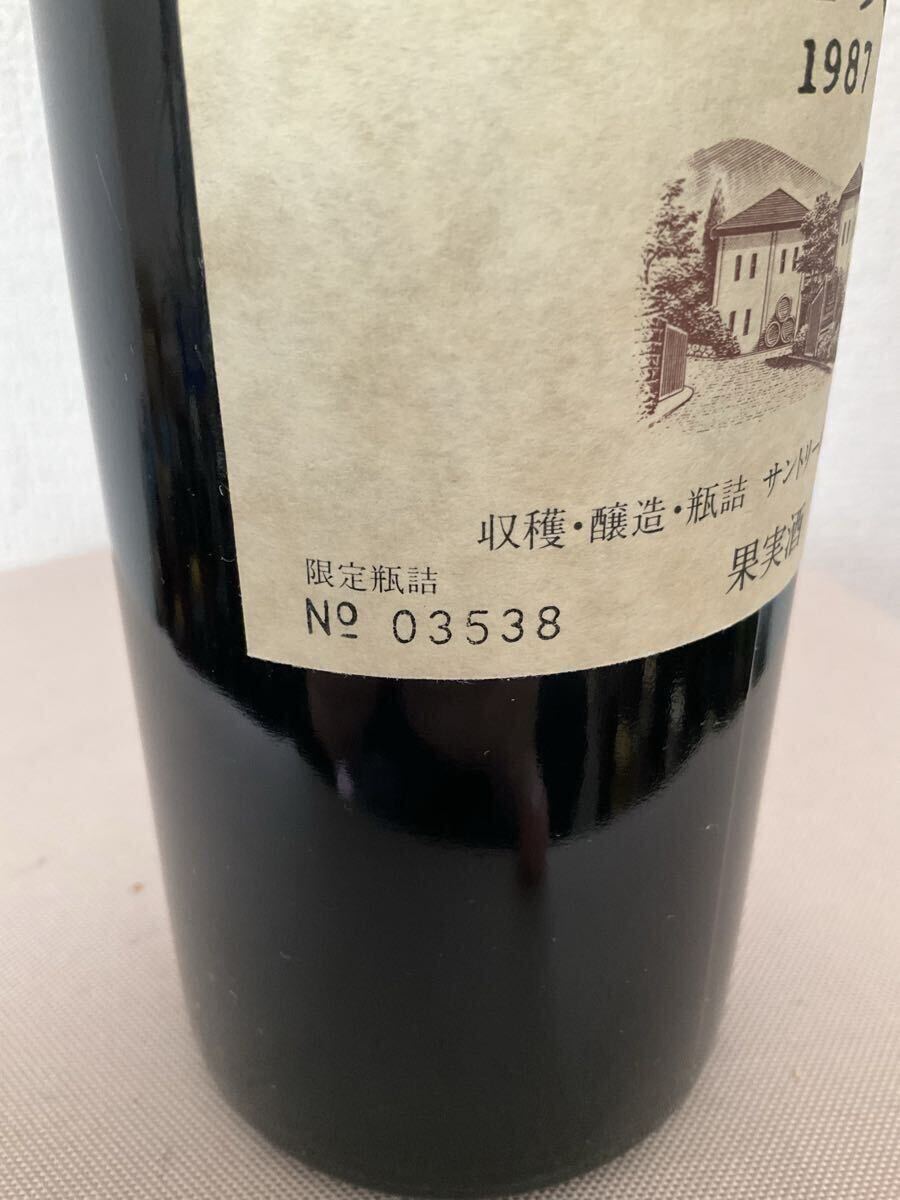 1987
収穫・醸造・瓶詰 サントリー
果実酒
限定瓶詰
№ 03538